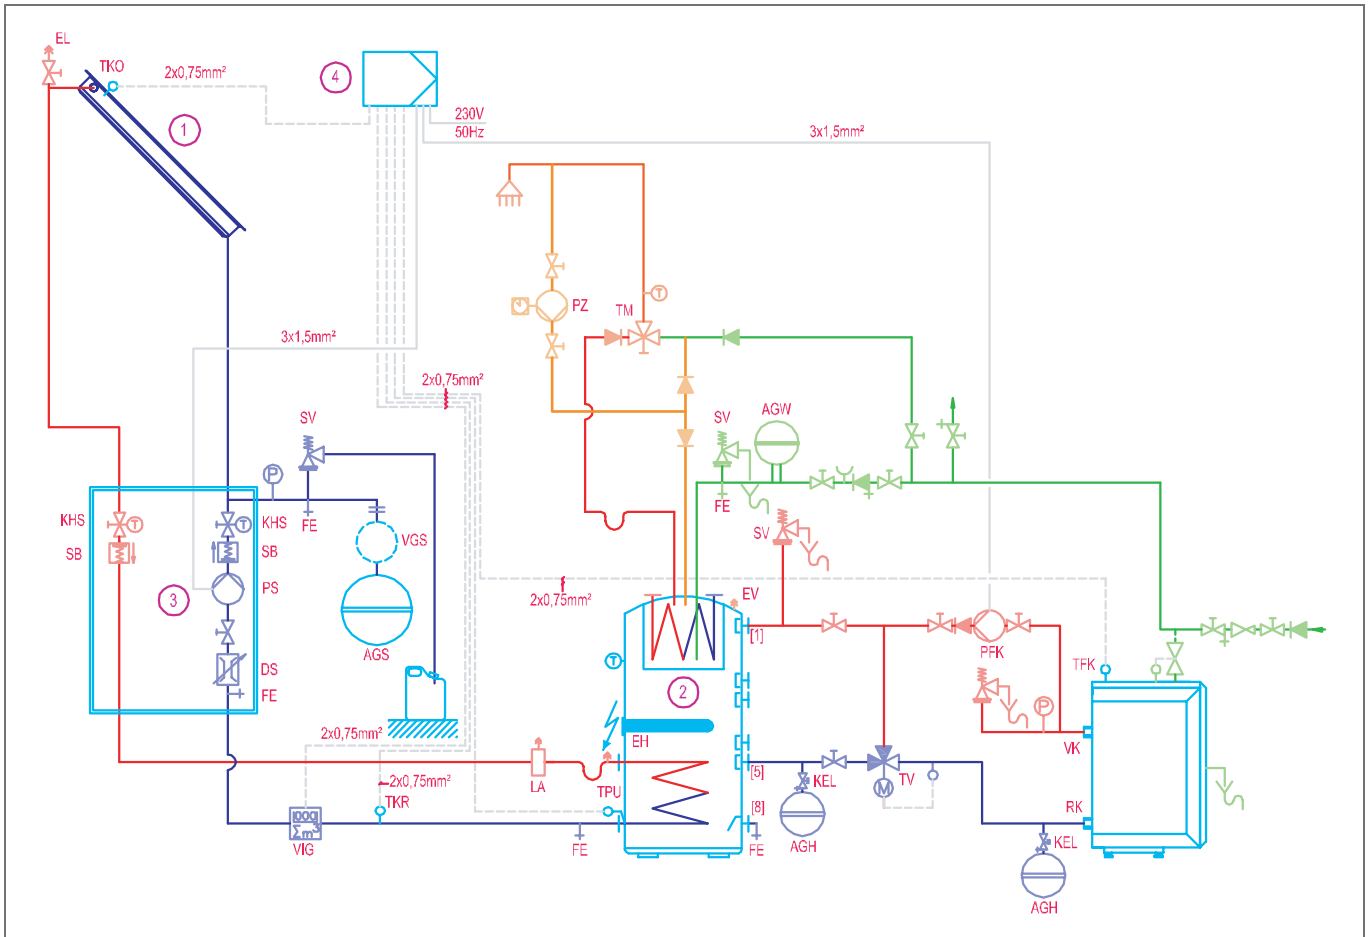 EL
TKO
2x0,75mm²
4
1
230V
50Hz
3x1,5mm²
T
PZ
TM
3x1,5mm²
2x0,75mm²
SV
SV
AGW
P
FE
FE
KHS
T
T
KHS
VGS
SV
SB
SB
PS
3
2x0,75mm²
EV
[1]
AGS
PFK
TFK
T
DS
FE
2
P
2x0,75mm²
EH
VK
2x0,75mm²
LA
TPU
[5]
KEL
M
TV
TKR
[8]
RK
Σm³
VIG
FE
FE
AGH
KEL
AGH